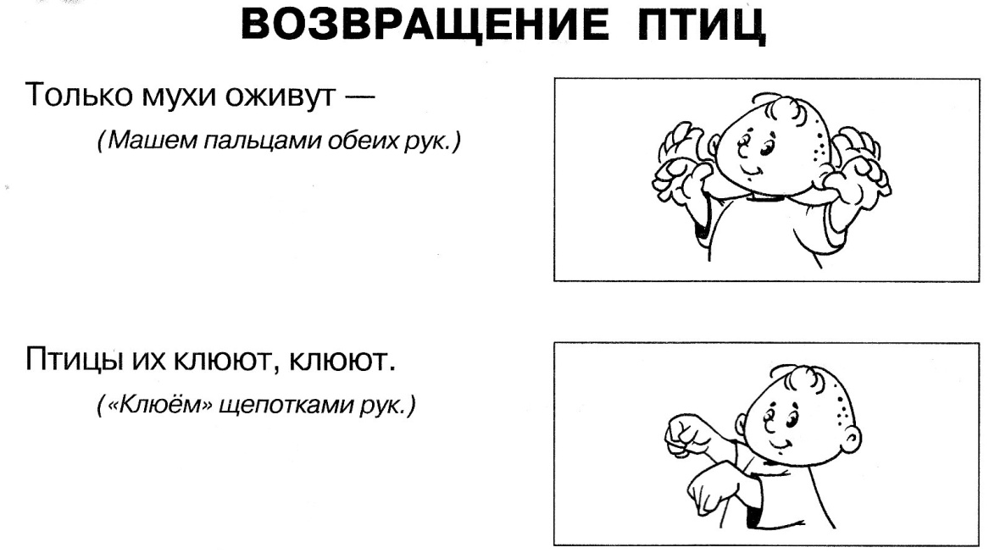 ВОЗВРАЩЕНИЕ ПТИЦ
Только мухи оживут —
(Машем пальцами обеих рук.)
Птицы их клюют, клюют.
(«Клюём» щепотками рук.)